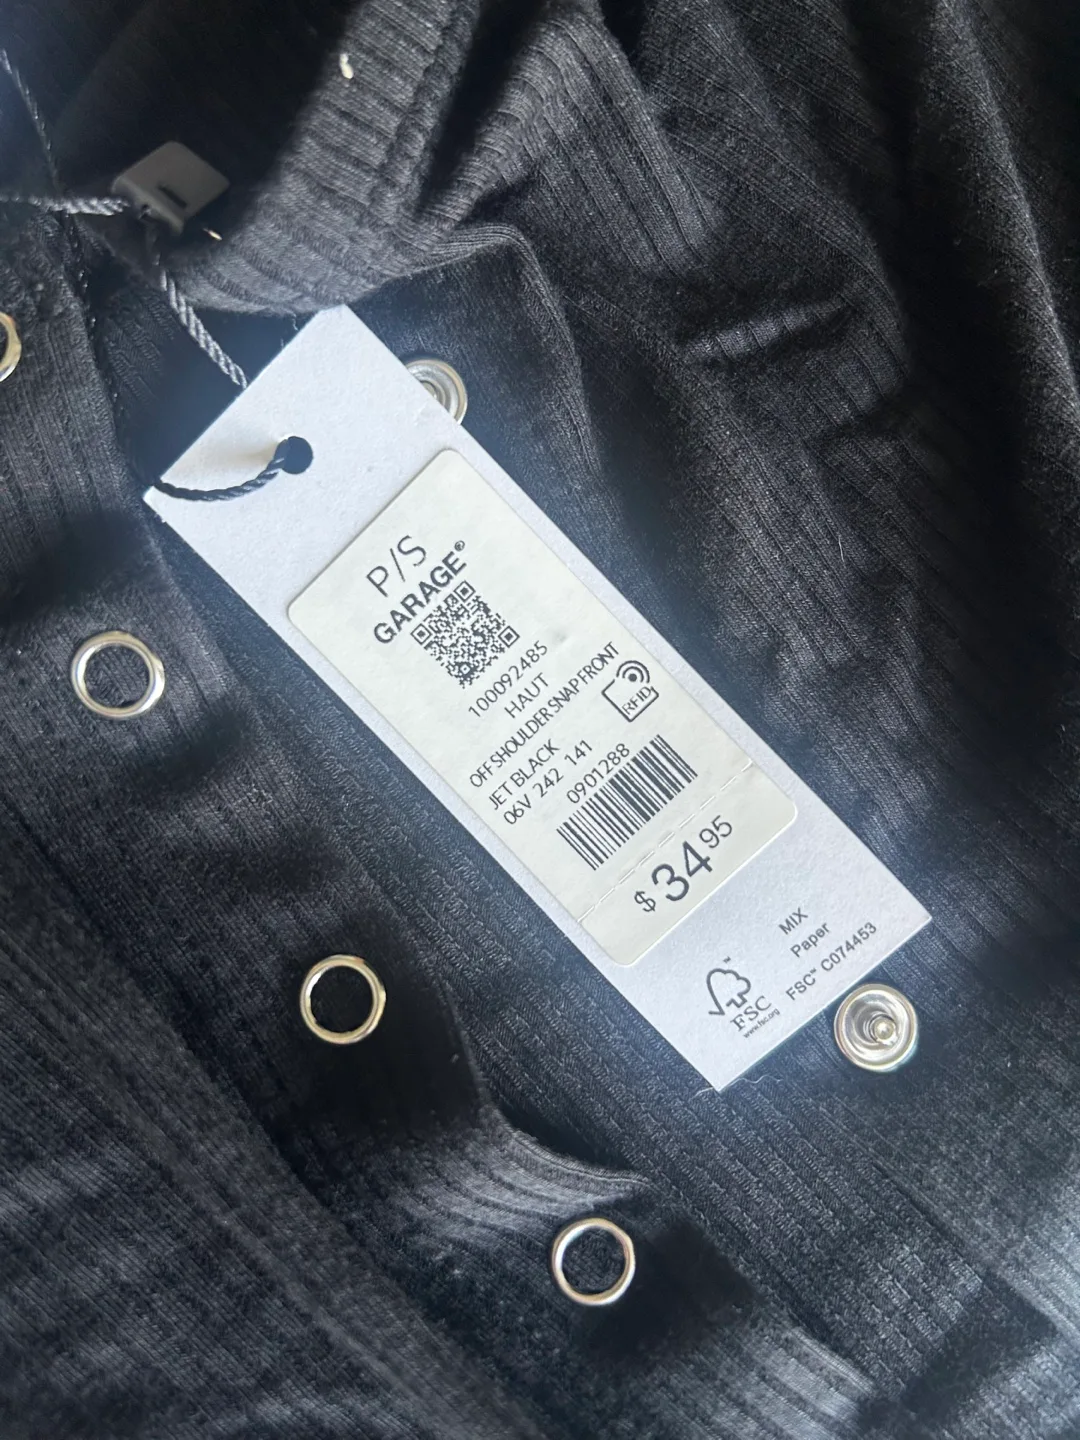 P/S
GARAGE®
100092485
HAUT
OFF SHOULDER SNAP FRONT
RFID
JET BLACK
06V 242 141
0901288
$34.95
MIX
Paper
FSC™ C074453
FSC
www.fsc.org